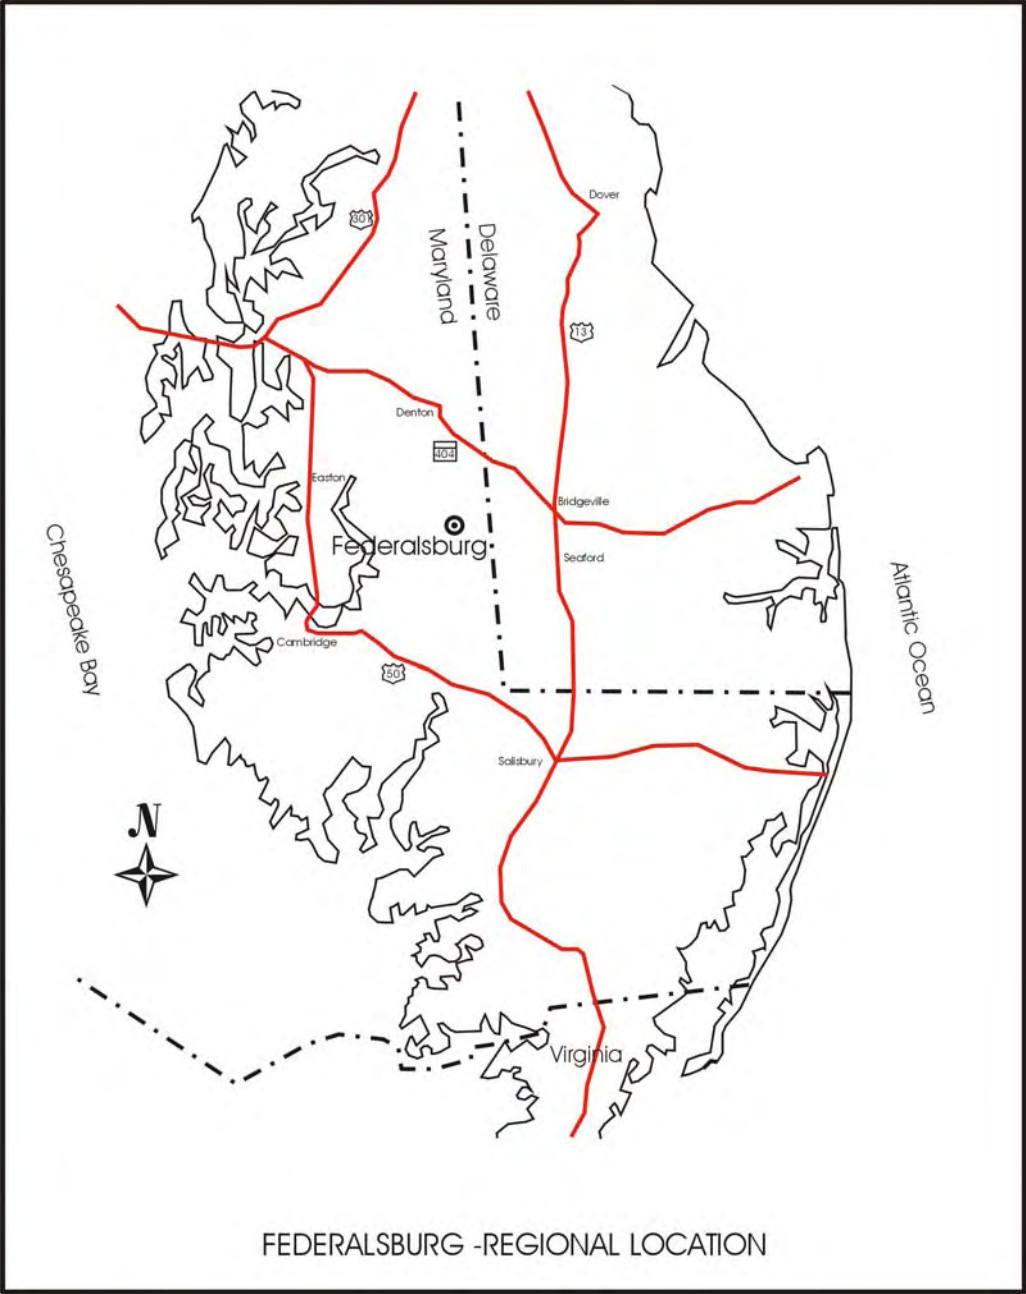 Dover
301
Delaware
Maryland
13
Denton
404
Easton
Bridgeville
Federalsburg
Seaford
Chesapeake Bay
Atlantic Ocean
Cambridge
50
Salisbury
N
Virginia
FEDERALSBURG -REGIONAL LOCATION